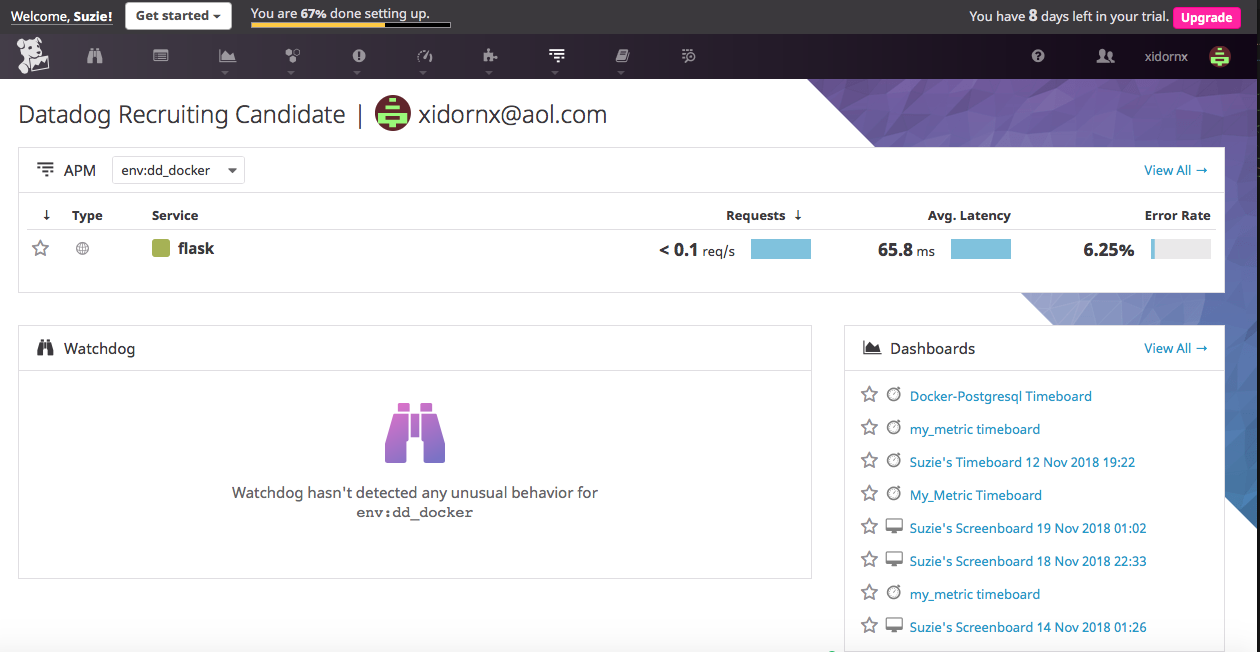 Welcome, Suzie!
Get started
You are 67% done setting up.
You have 8 days left in your trial.
Upgrade
xidornx
Datadog Recruiting Candidate | xidornx@aol.com
APM
env:dd_docker
View All →
↓ Type Service Requests ↓ Avg. Latency Error Rate
flask < 0.1 req/s 65.8 ms 6.25%
Watchdog
Watchdog hasn't detected any unusual behavior for
env:dd_docker
Dashboards
View All →
Docker-Postgresql Timeboard
my_metric timeboard
Suzie's Timeboard 12 Nov 2018 19:22
My_Metric Timeboard
Suzie's Screenboard 19 Nov 2018 01:02
Suzie's Screenboard 18 Nov 2018 22:33
my_metric timeboard
Suzie's Screenboard 14 Nov 2018 01:26